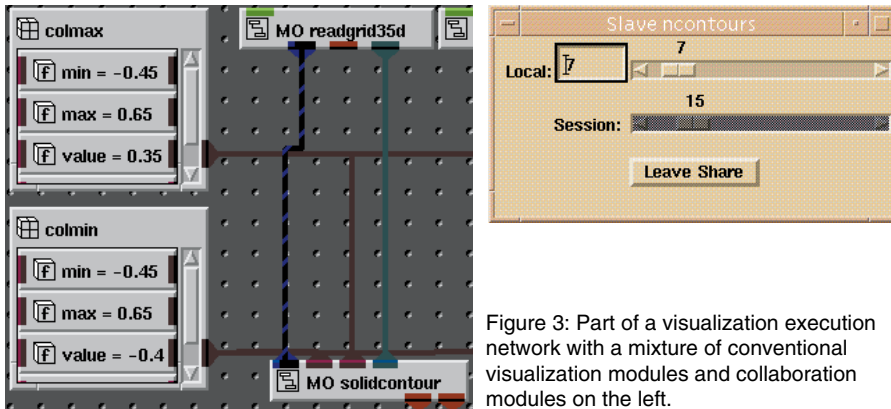 colmax
min = -0.45
max = 0.65
value = 0.35
MO readgrid35d
colmin
min = -0.45
max = 0.65
value = -0.4
MO solidcontour
Slave ncontours
7
Local: 7
15
Session:
Leave Share
Figure 3: Part of a visualization execution
network with a mixture of conventional
visualization modules and collaboration
modules on the left.